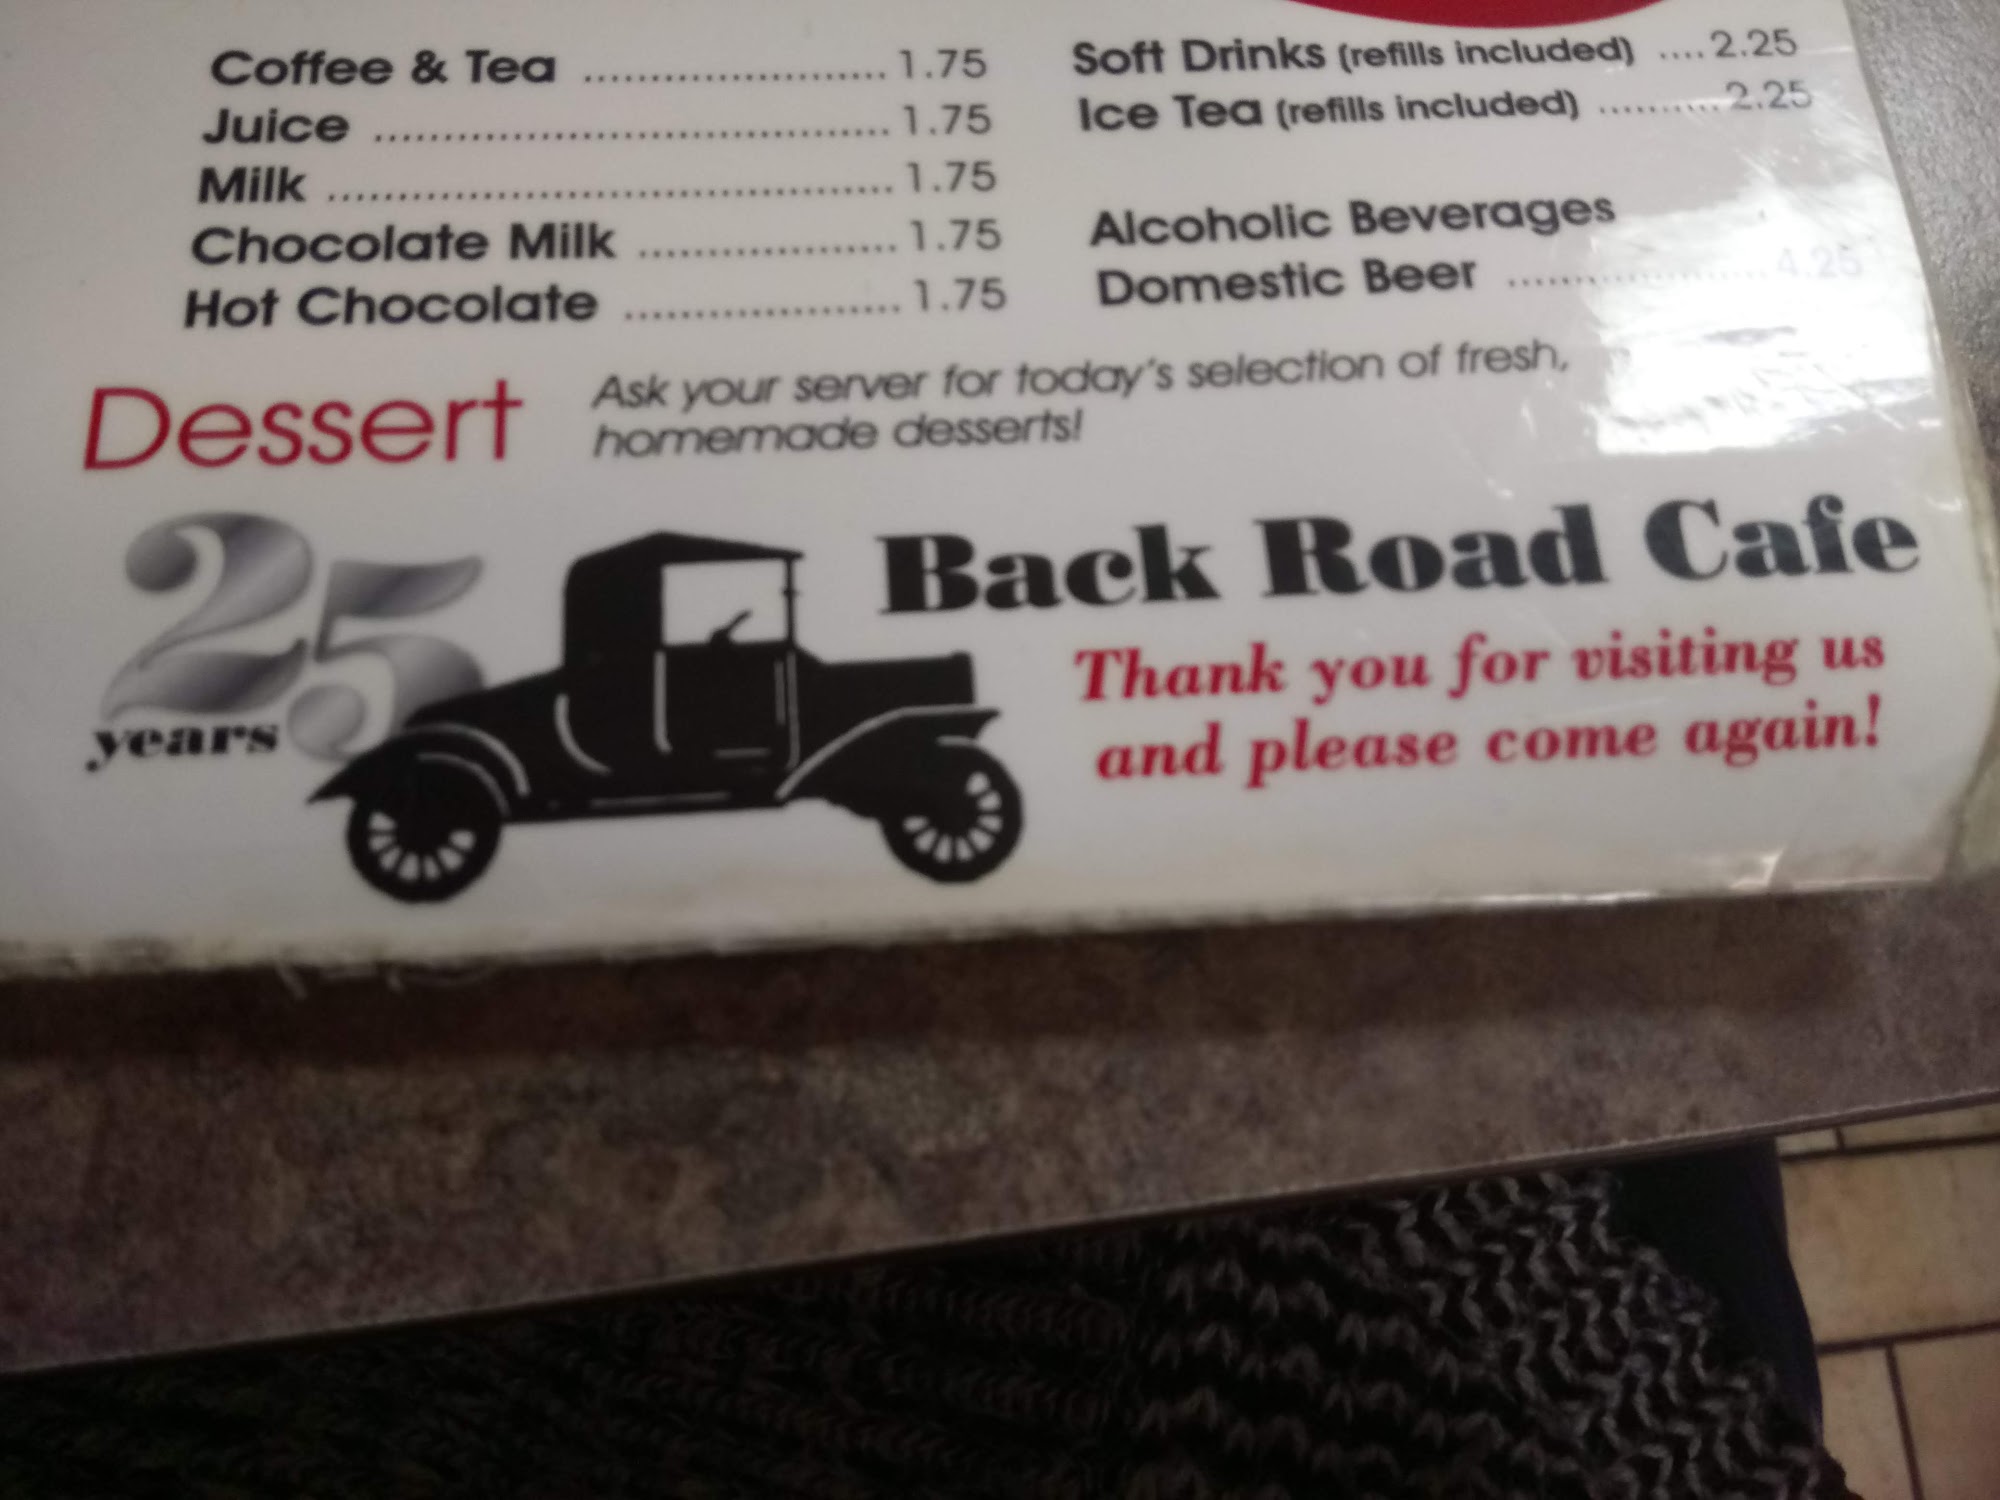 Coffee & Tea ....................... 1.75
Juice ....................................... 1.75
Milk .......................................... 1.75
Chocolate Milk ................... 1.75
Hot Chocolate .................... 1.75
Soft Drinks (refills included) .... 2.25
Ice Tea (refills included) .......... 2.25
Alcoholic Beverages
Domestic Beer .................... 4.25
Dessert
Ask your server for today's selection of fresh,
homemade desserts!
25
years
Back Road Cafe
Thank you for visiting us
and please come again!